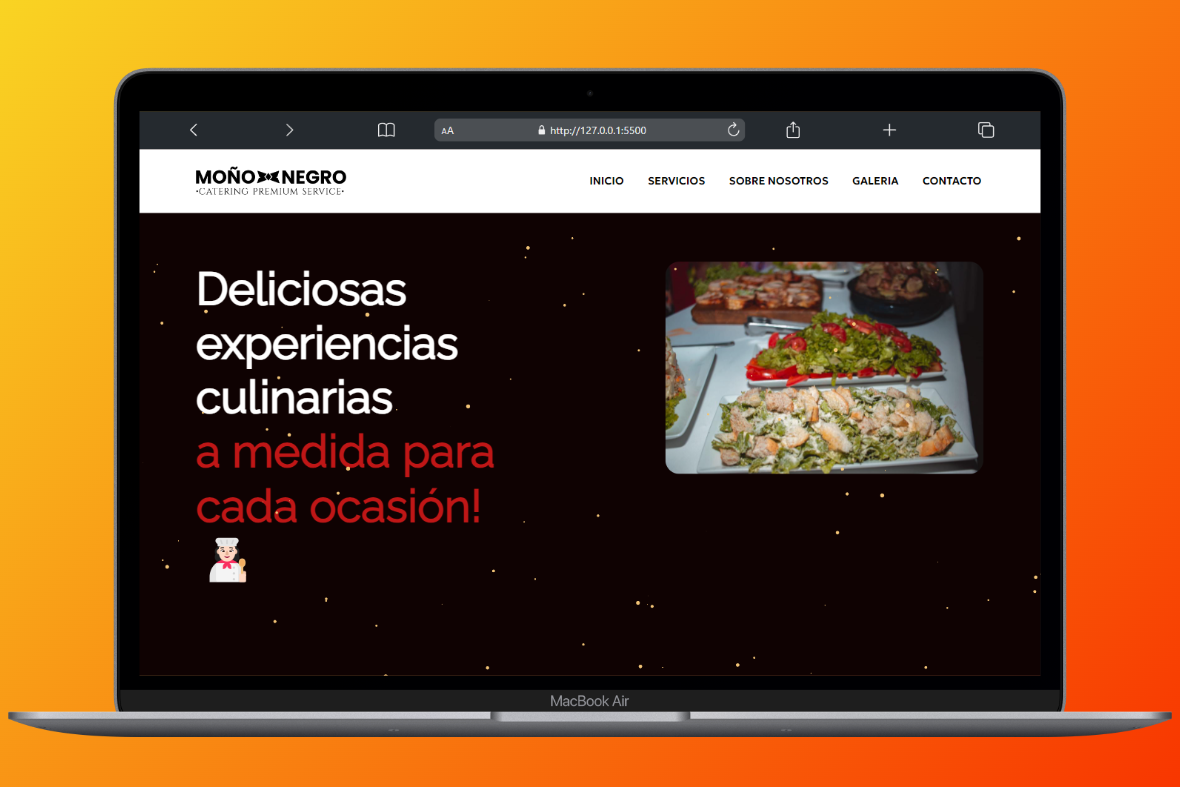 AA
http://127.0.0.1:5500
MOÑO NEGRO
•CATERING PREMIUM SERVICE•
INICIO SERVICIOS SOBRE NOSOTROS GALERIA CONTACTO
Deliciosas
experiencias
culinarias
a medida para
cada ocasión!
MacBook Air